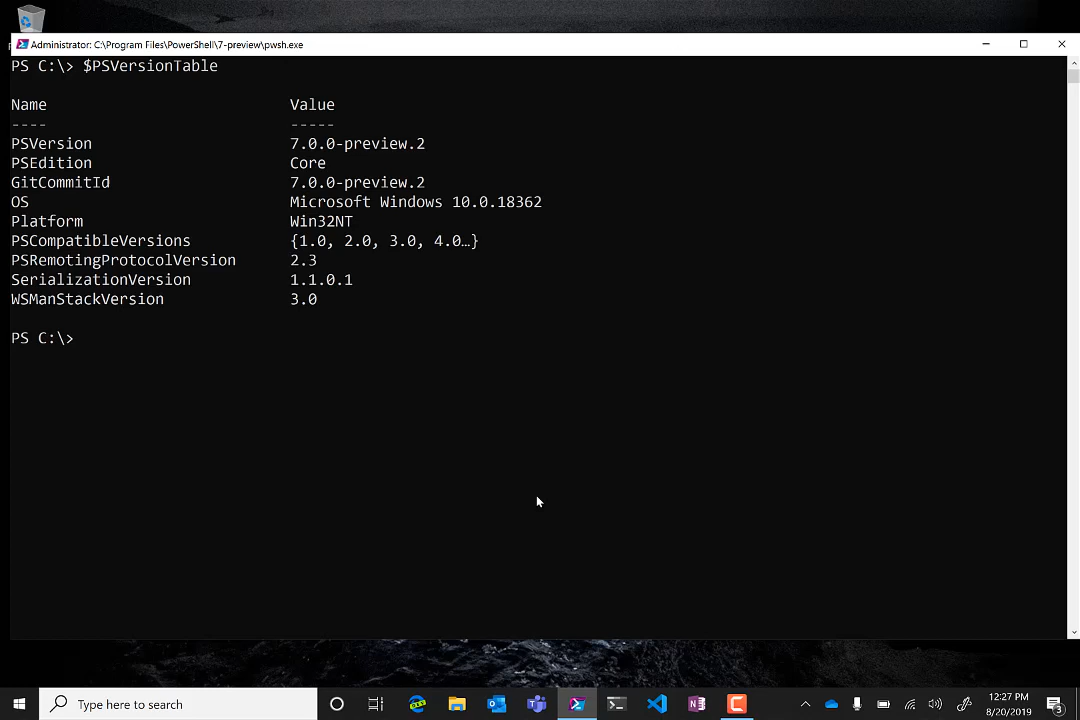 Administrator: C:\Program Files\PowerShell\7-preview\pwsh.exe
PS C:\> $PSVersionTable
Name Value
---- -----
PSVersion 7.0.0-preview.2
PSEdition Core
GitCommitId 7.0.0-preview.2
OS Microsoft Windows 10.0.18362
Platform Win32NT
PSCompatibleVersions {1.0, 2.0, 3.0, 4.0…}
PSRemotingProtocolVersion 2.3
SerializationVersion 1.1.0.1
WSManStackVersion 3.0
PS C:\>
Type here to search
12:27 PM
8/20/2019
3